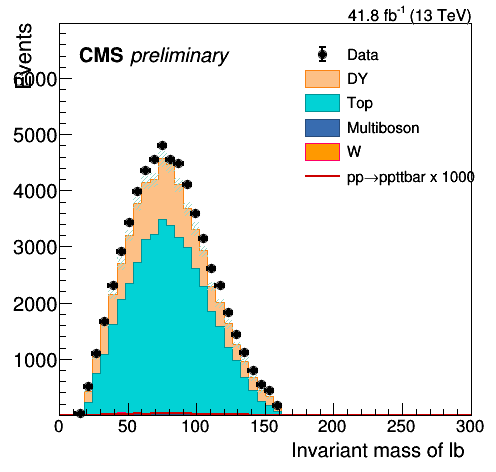 41.8 fb⁻¹ (13 TeV)
Events
CMS preliminary
Data
DY
Top
Multiboson
W
pp→ppttbar x 1000
6000
5000
4000
3000
2000
1000
0 50 100 150 200 250 300
Invariant mass of lb